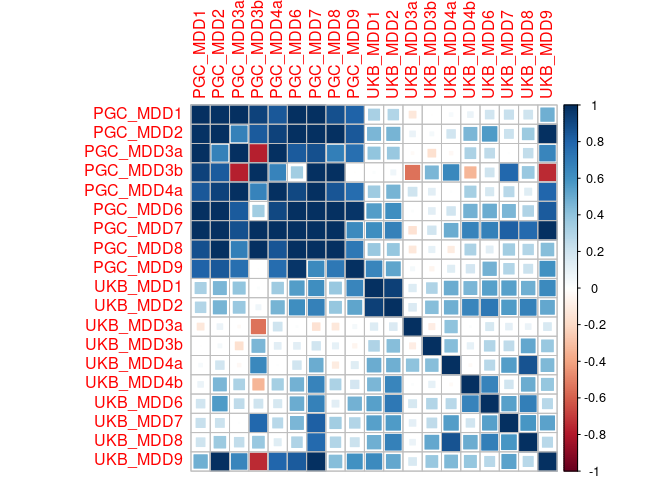 PGC_MDD1
PGC_MDD2
PGC_MDD3a
PGC_MDD3b
PGC_MDD4a
PGC_MDD6
PGC_MDD7
PGC_MDD8
PGC_MDD9
UKB_MDD1
UKB_MDD2
UKB_MDD3a
UKB_MDD3b
UKB_MDD4a
UKB_MDD4b
UKB_MDD6
UKB_MDD7
UKB_MDD8
UKB_MDD9
PGC_MDD1
PGC_MDD2
PGC_MDD3a
PGC_MDD3b
PGC_MDD4a
PGC_MDD6
PGC_MDD7
PGC_MDD8
PGC_MDD9
UKB_MDD1
UKB_MDD2
UKB_MDD3a
UKB_MDD3b
UKB_MDD4a
UKB_MDD4b
UKB_MDD6
UKB_MDD7
UKB_MDD8
UKB_MDD9
1
0.8
0.6
0.4
0.2
0
-0.2
-0.4
-0.6
-0.8
-1